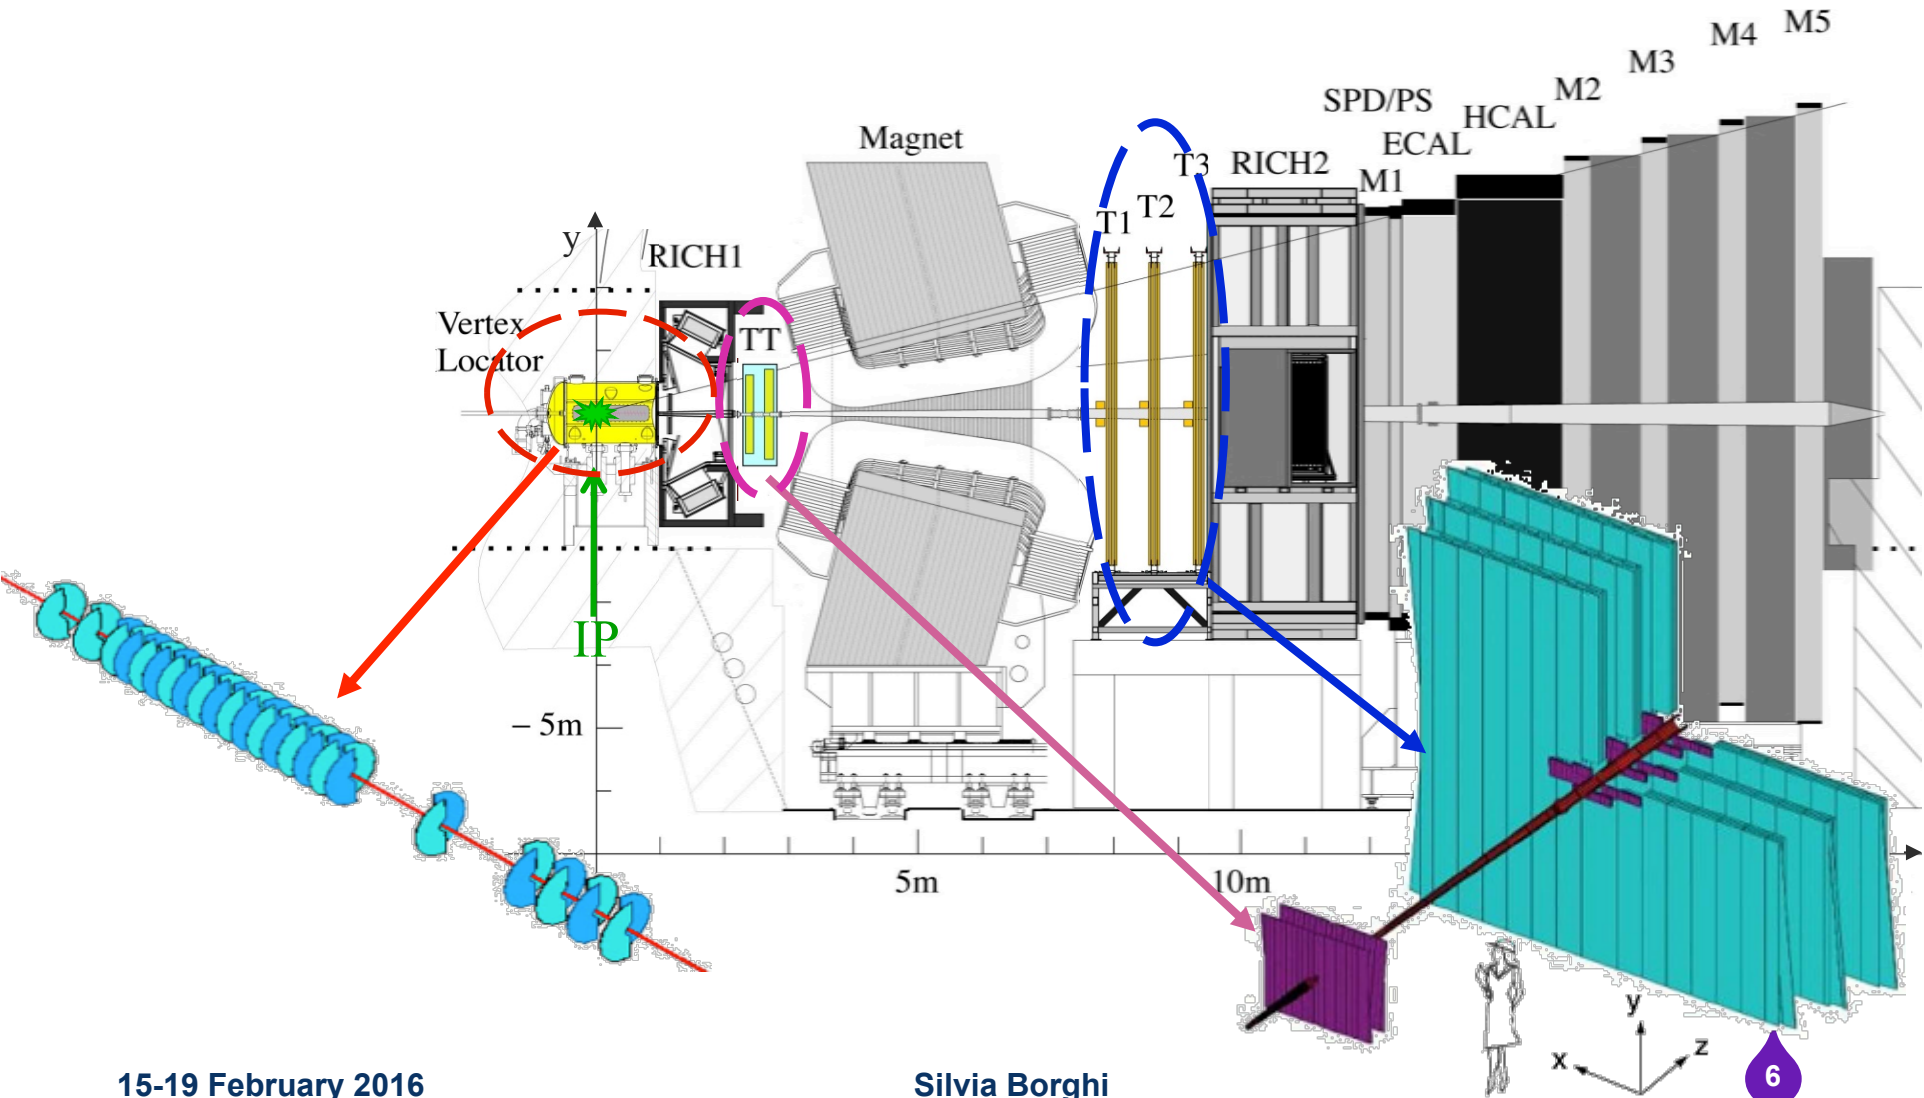 M5
M4
M3
M2
SPD/PS
HCAL
ECAL
Magnet
T3
RICH2
M1
T2
T1
y
RICH1
Vertex
Locator
TT
IP
– 5m
5m
10m
y
z
x
6
15-19 February 2016
Silvia Borghi